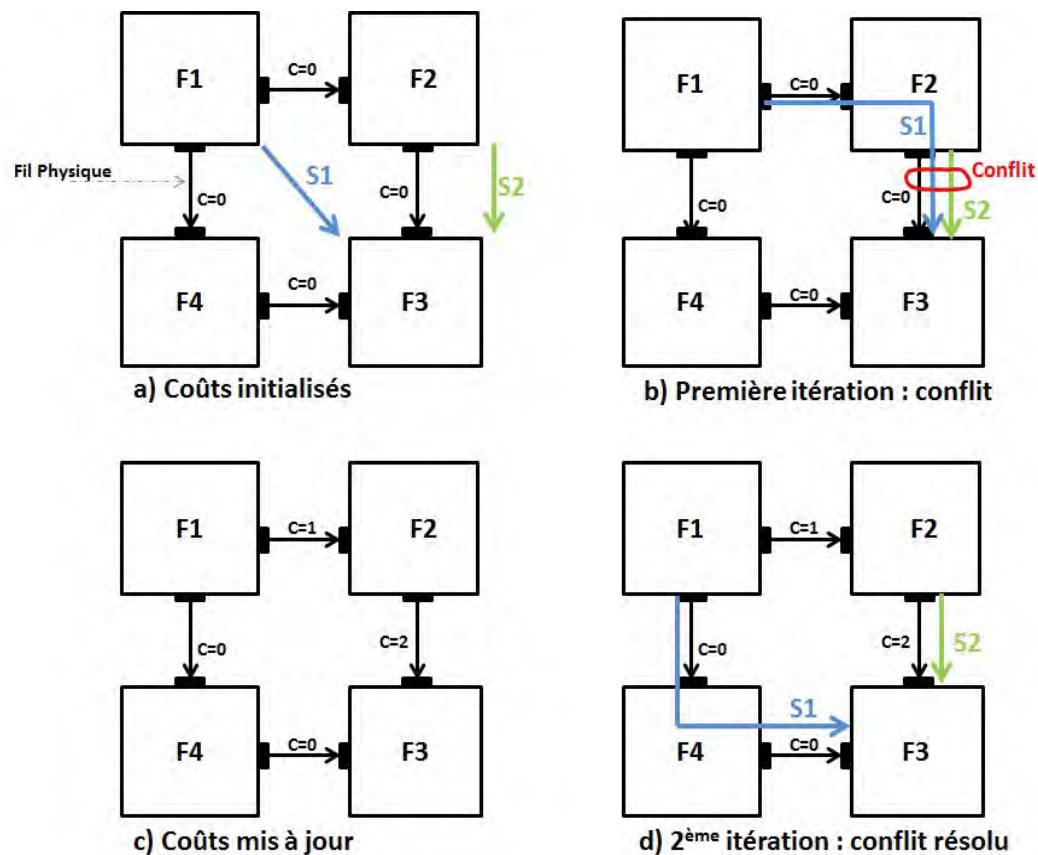 F1
C=0
F2
Fil Physique
C=0
S1
C=0
S2
F4
C=0
F3
a) Coûts initialisés
F1
C=0
F2
S1
Conflit
C=0
C=0
S2
F4
C=0
F3
b) Première itération : conflit
F1
C=1
F2
C=0
C=2
F4
C=0
F3
c) Coûts mis à jour
F1
C=1
F2
C=0
C=2
S2
F4
S1
C=0
F3
d) 2ème itération : conflit résolu